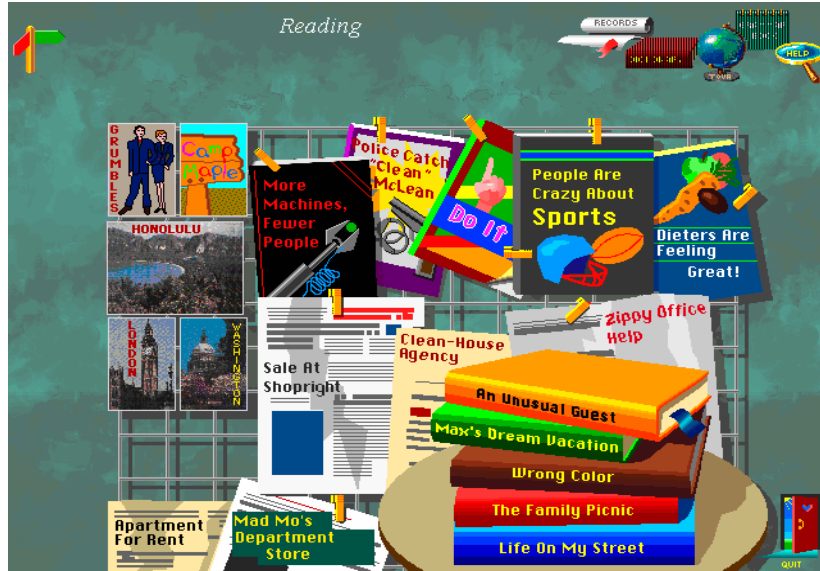 Reading
RECORDS
TOUR
HELP
GRUMBLES
Camp
Maple
HONOLULU
LONDON
WASHINGTON
More
Machines,
Fewer
People
Police Catch
"Clean"
McLean
Do It
People Are
Crazy About
Sports
Dieters Are
Feeling
Great!
Sale At
Shopright
Clean-House
Agency
Zippy Office
Help
An Unusual Guest
Max's Dream Vacation
Wrong Color
The Family Picnic
Life On My Street
Apartment
For Rent
Mad Mo's
Department
Store
QUIT